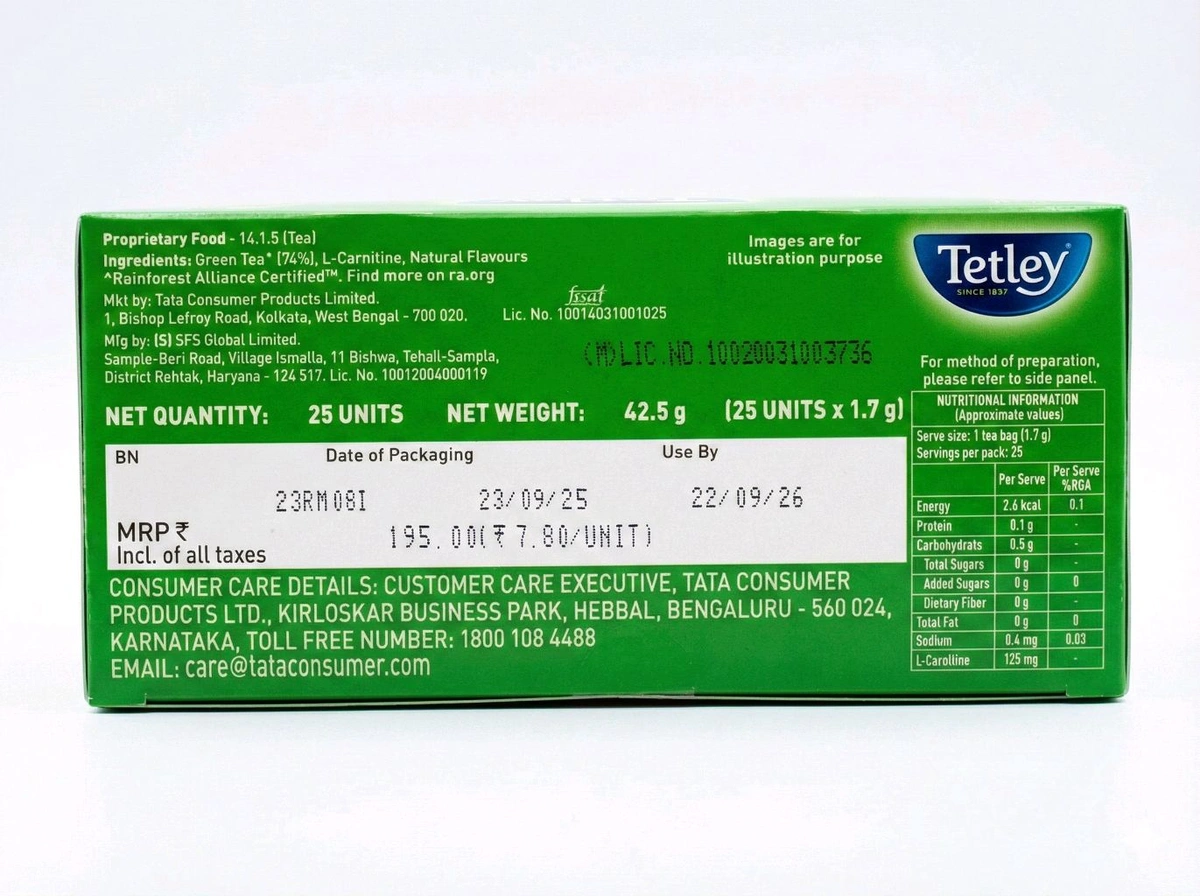 Proprietary Food - 14.1.5 (Tea)
Ingredients: Green Tea* (74%), L-Carnitine, Natural Flavours
^Rainforest Alliance Certified™. Find more on ra.org
Mkt by: Tata Consumer Products Limited.
1, Bishop Lefroy Road, Kolkata, West Bengal - 700 020.
fssai
Lic. No. 10014031001025
Mfg by: (S) SFS Global Limited.
Sample-Beri Road, Village Ismalla, 11 Bishwa, Tehall-Sampla,
District Rehtak, Haryana - 124 517. Lic. No. 10012004000119
(M)LIC.NO.10020031003736
Images are for
illustration purpose
Tetley®
SINCE 1837
For method of preparation,
please refer to side panel.
NET QUANTITY: 25 UNITS NET WEIGHT: 42.5 g (25 UNITS x 1.7 g)
BN Date of Packaging Use By
23RM08I 23/09/25 22/09/26
MRP ₹ 195.00(₹ 7.80/UNIT)
Incl. of all taxes
CONSUMER CARE DETAILS: CUSTOMER CARE EXECUTIVE, TATA CONSUMER
PRODUCTS LTD., KIRLOSKAR BUSINESS PARK, HEBBAL, BENGALURU - 560 024,
KARNATAKA, TOLL FREE NUMBER: 1800 108 4488
EMAIL: care@tataconsumer.com
NUTRITIONAL INFORMATION
(Approximate values)
Serve size: 1 tea bag (1.7 g)
Servings per pack: 25
Per Serve Per Serve %RGA
Energy 2.6 kcal 0.1
Protein 0.1 g -
Carbohydrats 0.5 g -
Total Sugars 0 g -
Added Sugars 0 g 0
Dietary Fiber 0 g -
Total Fat 0 g 0
Sodium 0.4 mg 0.03
L-Carolline 125 mg -